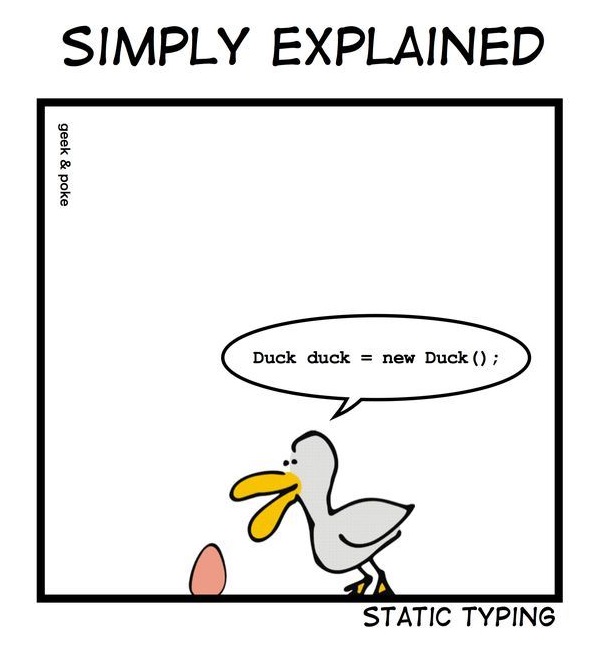 SIMPLY EXPLAINED
geek & poke
Duck duck = new Duck();
STATIC TYPING